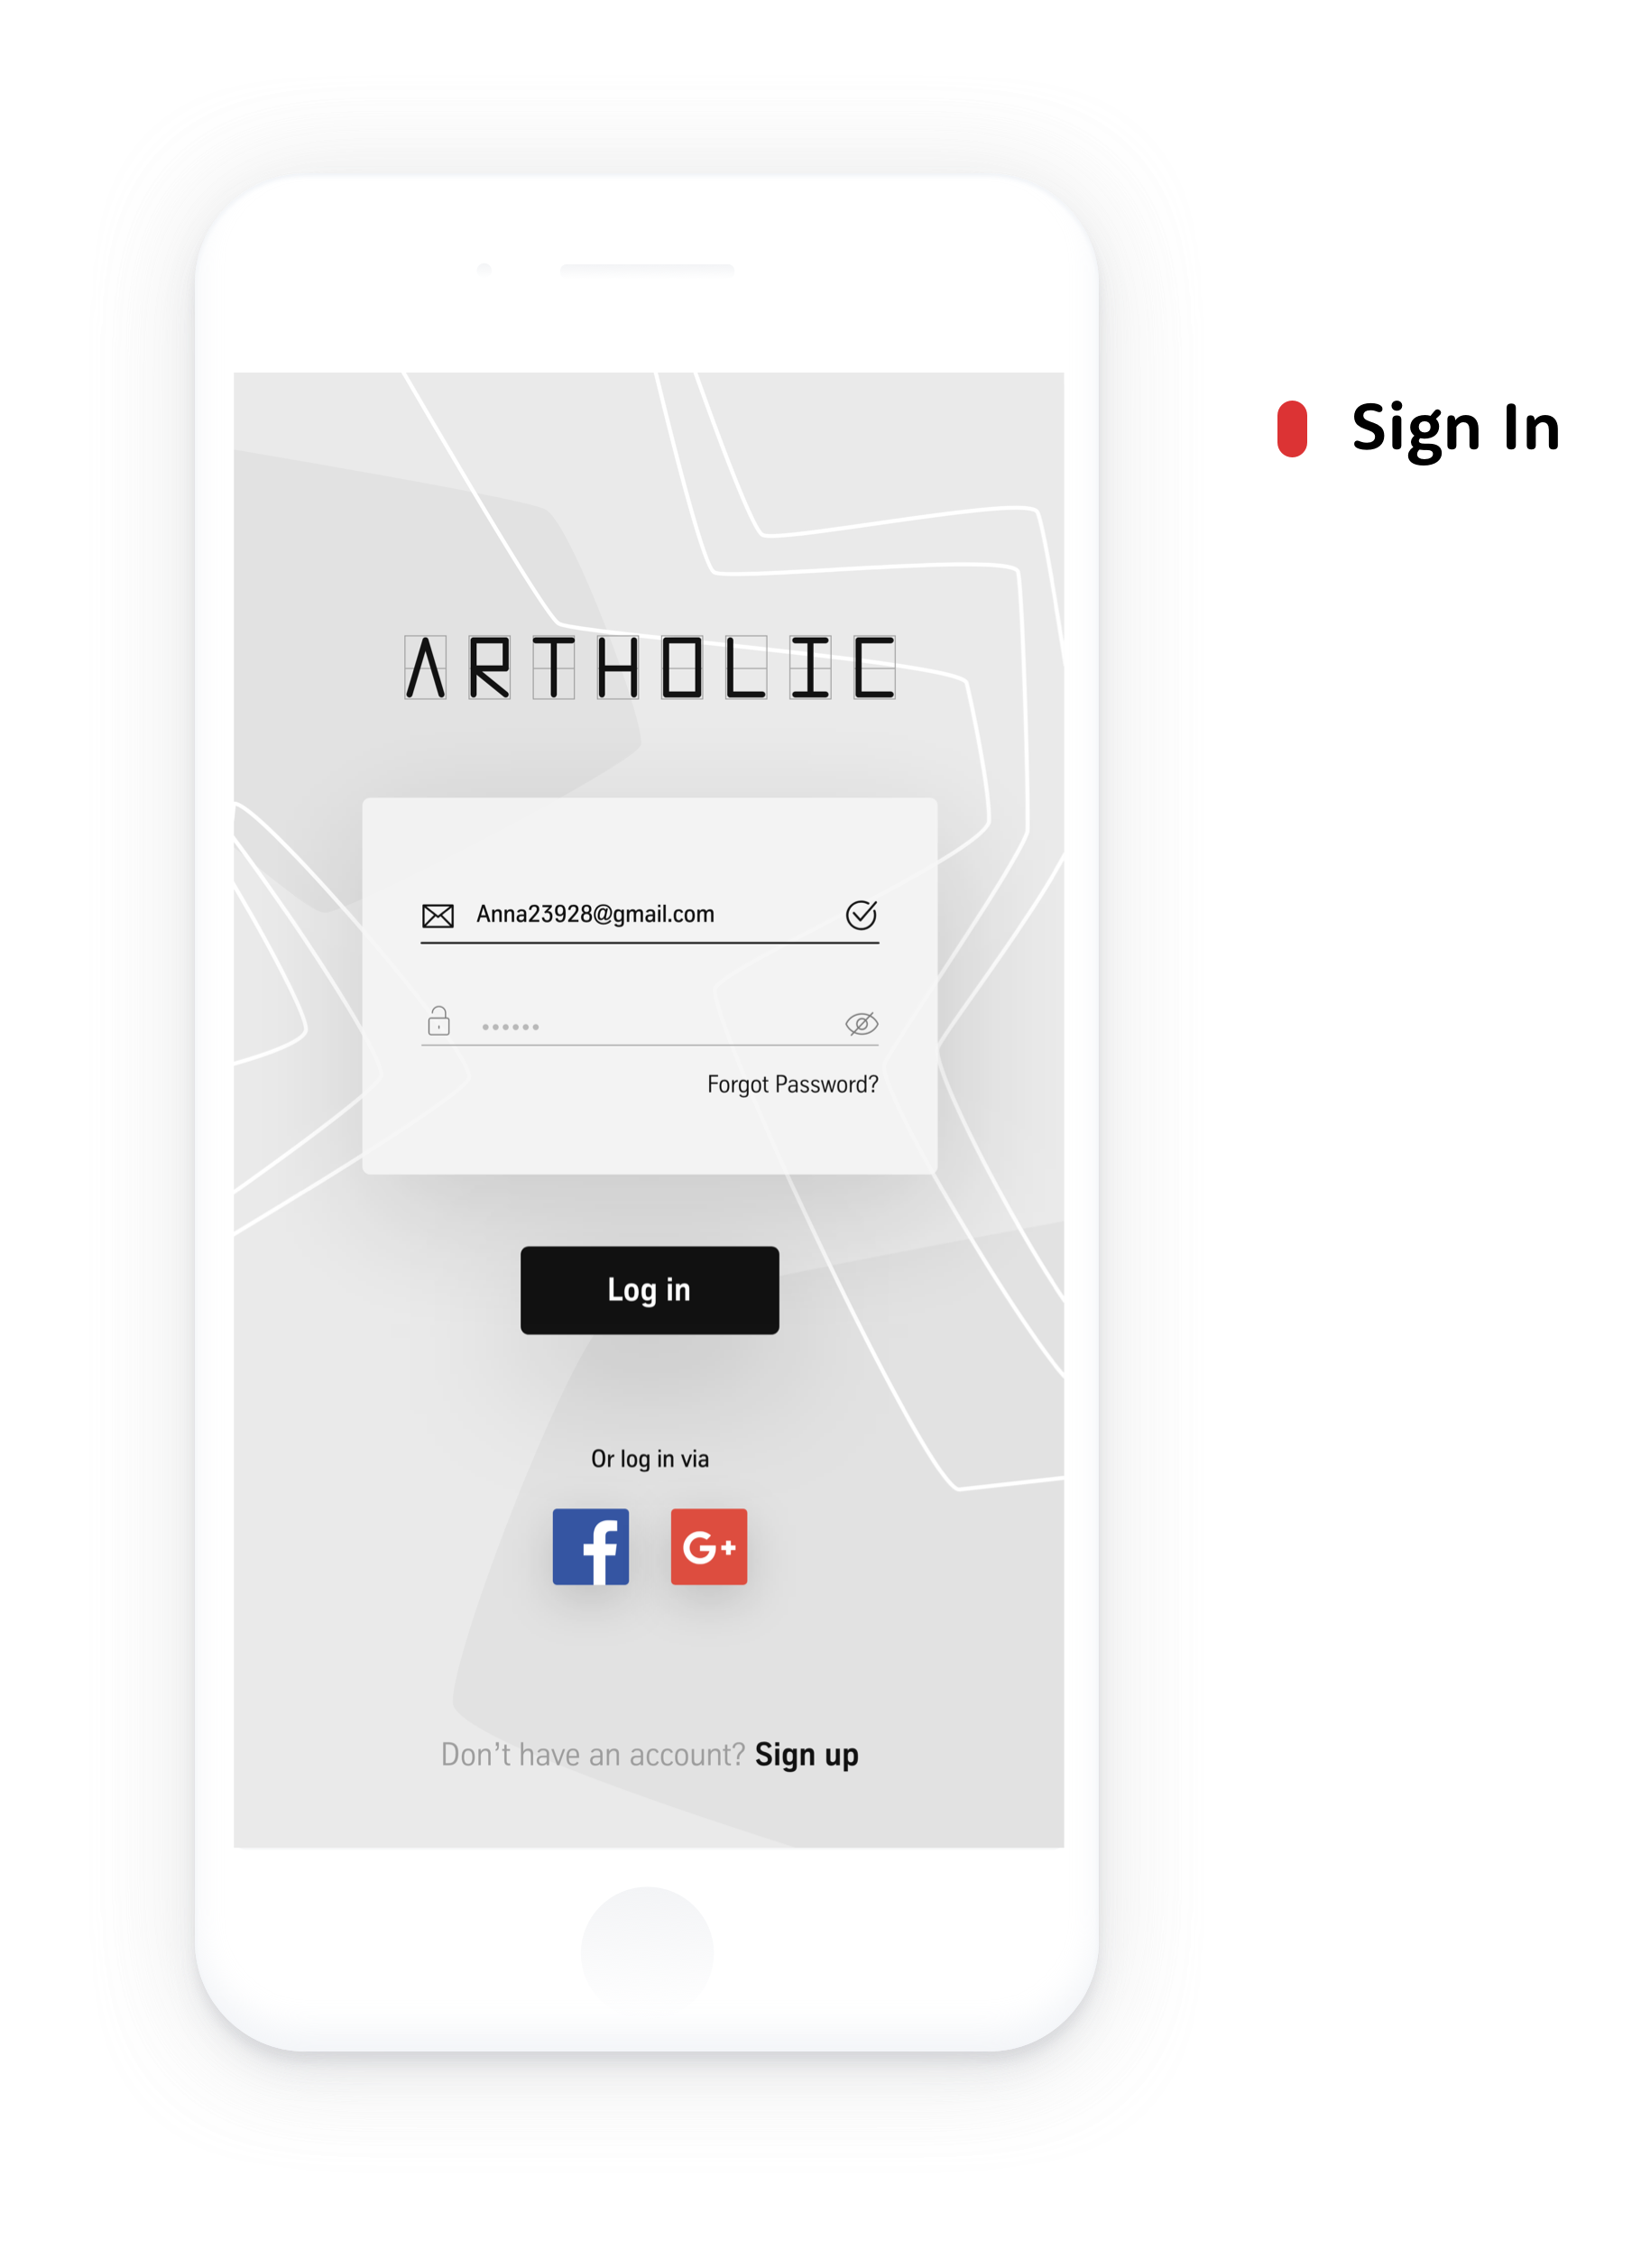 Sign In
ARTHOLIC
Anna23928@gmail.com
••••••
Forgot Password?
Log in
Or log in via
f
G+
Don't have an account? Sign up